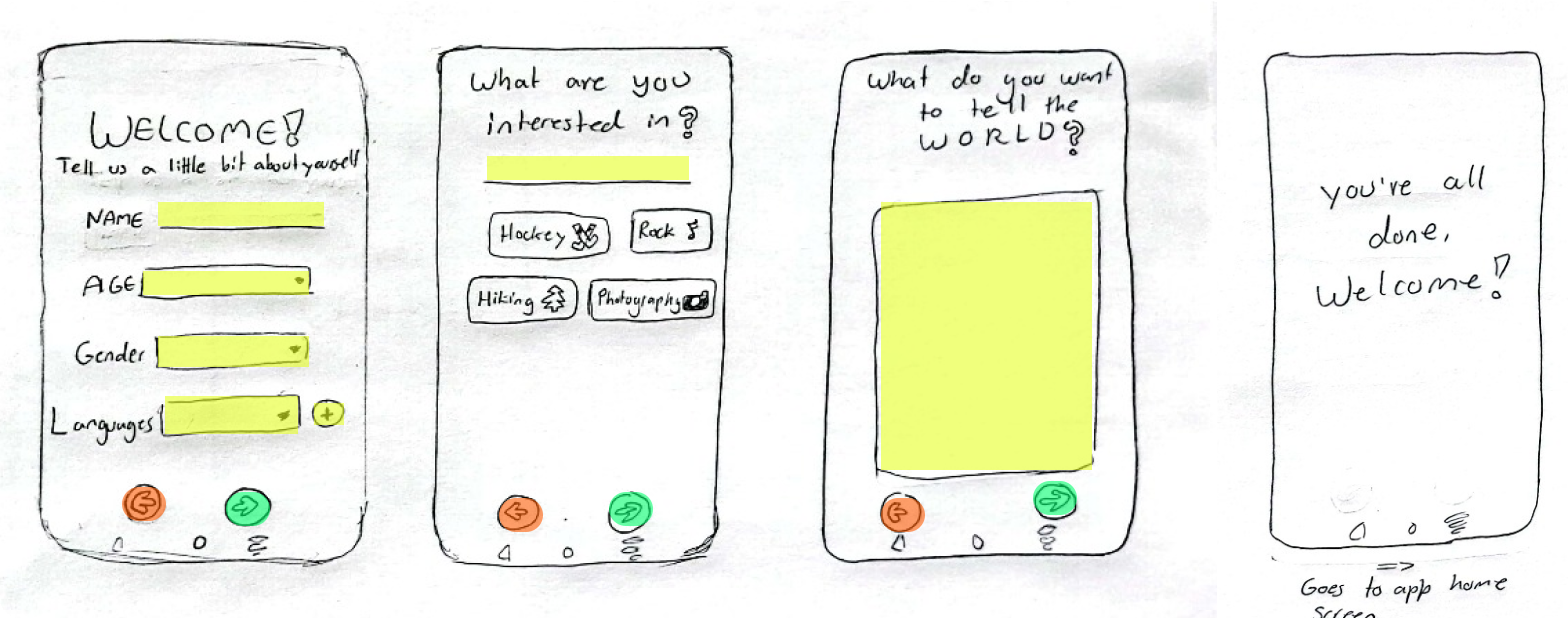 WELCOME!
Tell us a little bit about yourself
NAME
AGE
Gender
Languages
+
What are you
interested in?
Hockey
Rock
Hiking
Photography
What do you want
to tell the
WORLD?
you're all
done,
Welcome!
=>
Goes to app home
screen